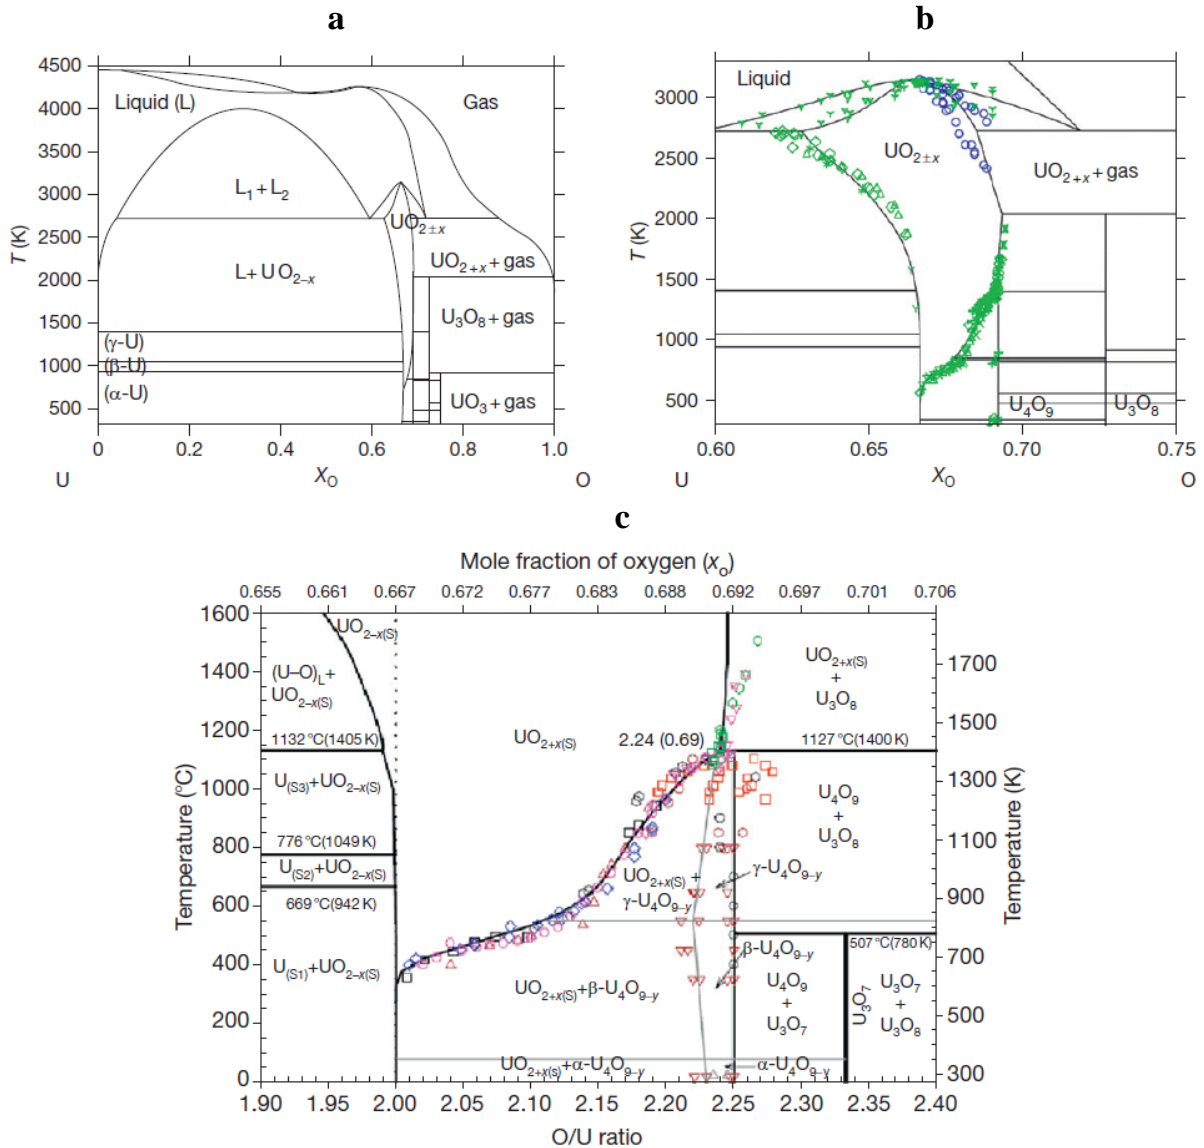 a
4500
4000
3500
3000
2500
2000
1500
1000
500
T (K)
Liquid (L)
Gas
L₁ + L₂
UO₂±ₓ
L + U O₂₋ₓ
UO₂₊ₓ + gas
U₃O₈ + gas
(γ-U)
(β-U)
(α-U)
UO₃ + gas
0 0.2 0.4 0.6 0.8 1.0
U
X_O
O
b
3000
2500
2000
1500
1000
500
T (K)
Liquid
UO₂±ₓ
UO₂₊ₓ + gas
U₄O₉
U₃O₈
0.60 0.65 0.70 0.75
U
X_O
O
c
Mole fraction of oxygen (x_o)
0.655 0.661 0.667 0.672 0.677 0.683 0.688 0.692 0.697 0.701 0.706
1600
1400
1200
1000
800
600
400
200
0
Temperature (°C)
UO₂₋ₓ(S)
(U–O)L +
UO₂₋ₓ(S)
1132 °C(1405 K)
U(S3)+UO₂₋ₓ(S)
776 °C(1049 K)
U(S2)+UO₂₋ₓ(S)
669 °C(942 K)
U(S1)+UO₂₋ₓ(S)
UO₂₊ₓ(S)
2.24 (0.69)
UO₂₊ₓ(S)
+
U₃O₈
1127°C(1400 K)
U₄O₉
+
U₃O₈
UO₂₊ₓ(S) +
γ-U₄O₉₋y
γ-U₄O₉₋y
507 °C(780 K)
β-U₄O₉₋y
UO₂₊ₓ(S)+β-U₄O₉₋y
U₄O₉
+
U₃O₇
U₃O₇
U₃O₇
+
U₃O₈
UO₂₊ₓ(s)+α-U₄O₉₋y
α-U₄O₉₋y
1700
1500
1300
1100
900
700
500
300
Temperature (K)
1.90 1.95 2.00 2.05 2.10 2.15 2.20 2.25 2.30 2.35 2.40
O/U ratio